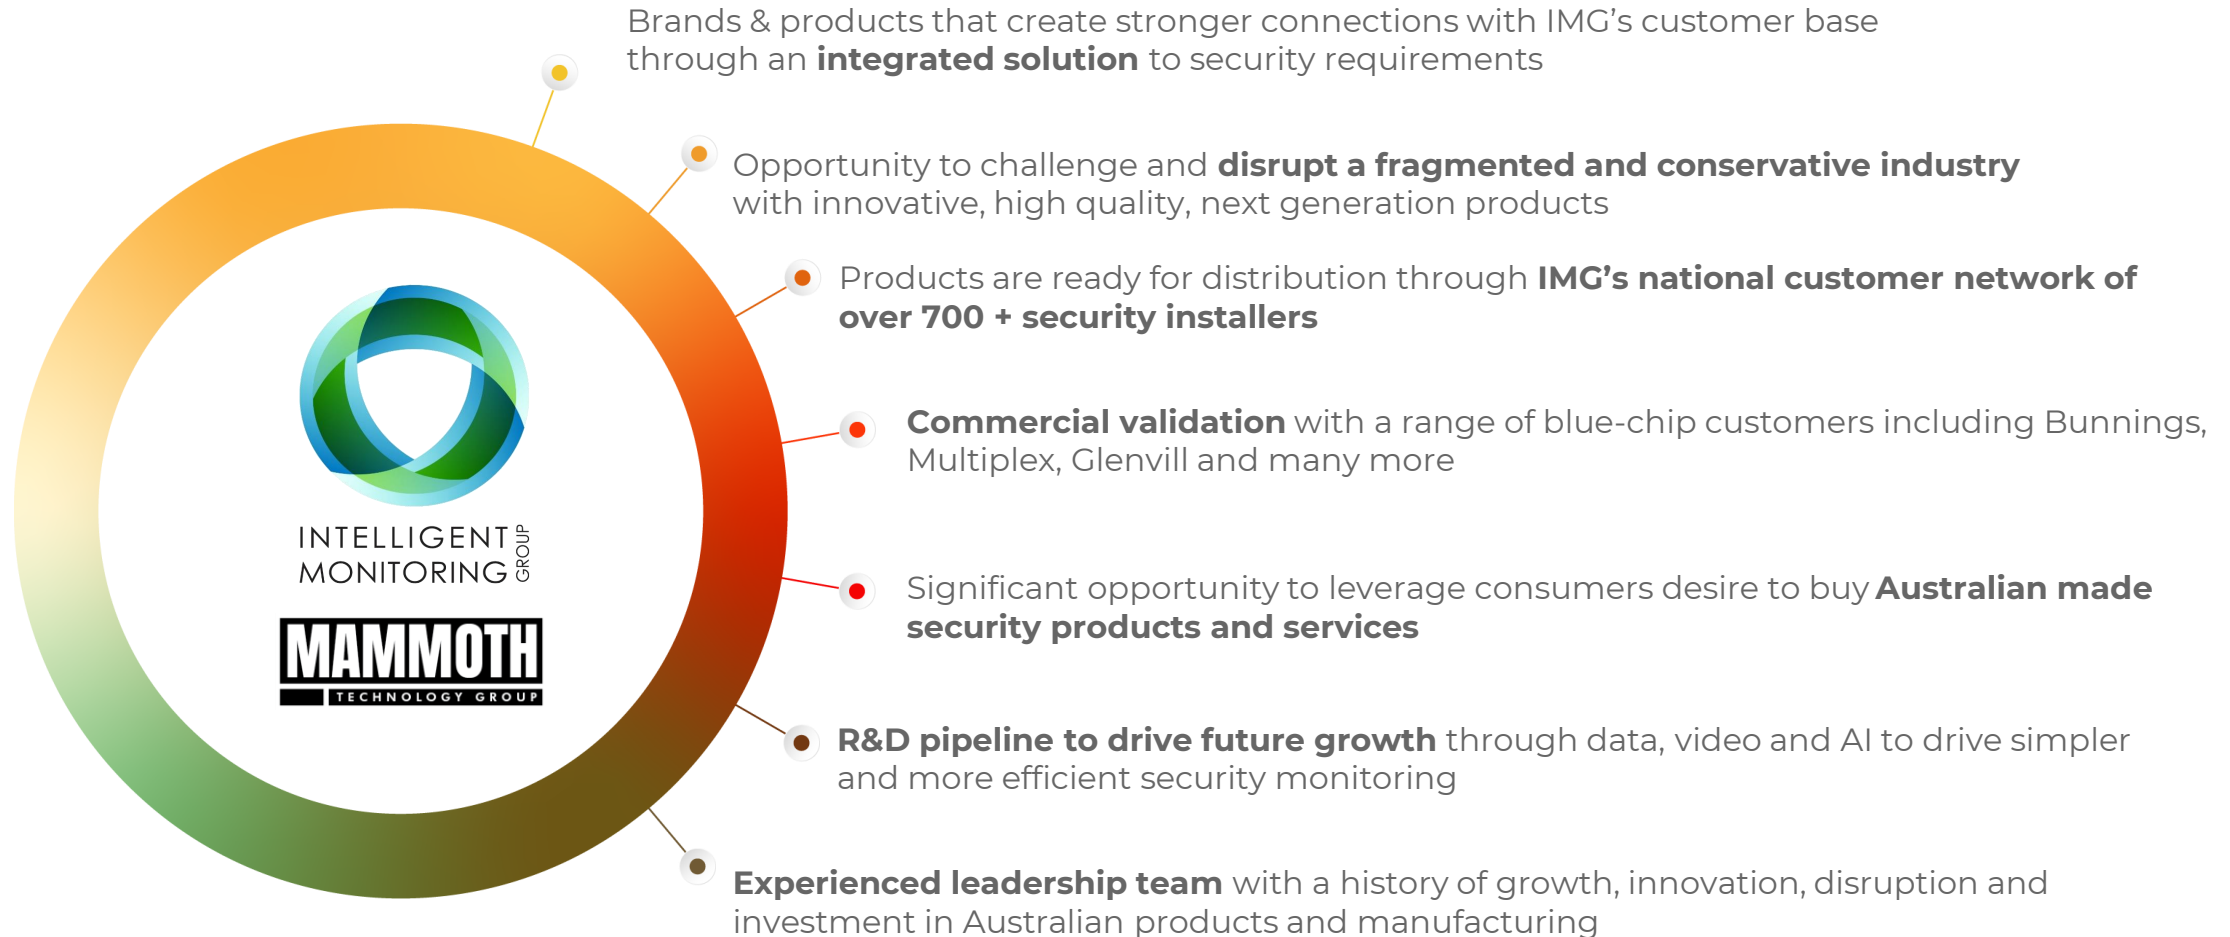 Brands & products that create stronger connections with IMG’s customer base
through an integrated solution to security requirements
Opportunity to challenge and disrupt a fragmented and conservative industry
with innovative, high quality, next generation products
Products are ready for distribution through IMG’s national customer network of
over 700 + security installers
Commercial validation with a range of blue-chip customers including Bunnings,
Multiplex, Glenvill and many more
Significant opportunity to leverage consumers desire to buy Australian made
security products and services
R&D pipeline to drive future growth through data, video and AI to drive simpler
and more efficient security monitoring
Experienced leadership team with a history of growth, innovation, disruption and
investment in Australian products and manufacturing
INTELLIGENT
MONITORING
GROUP
MAMMOTH
TECHNOLOGY GROUP